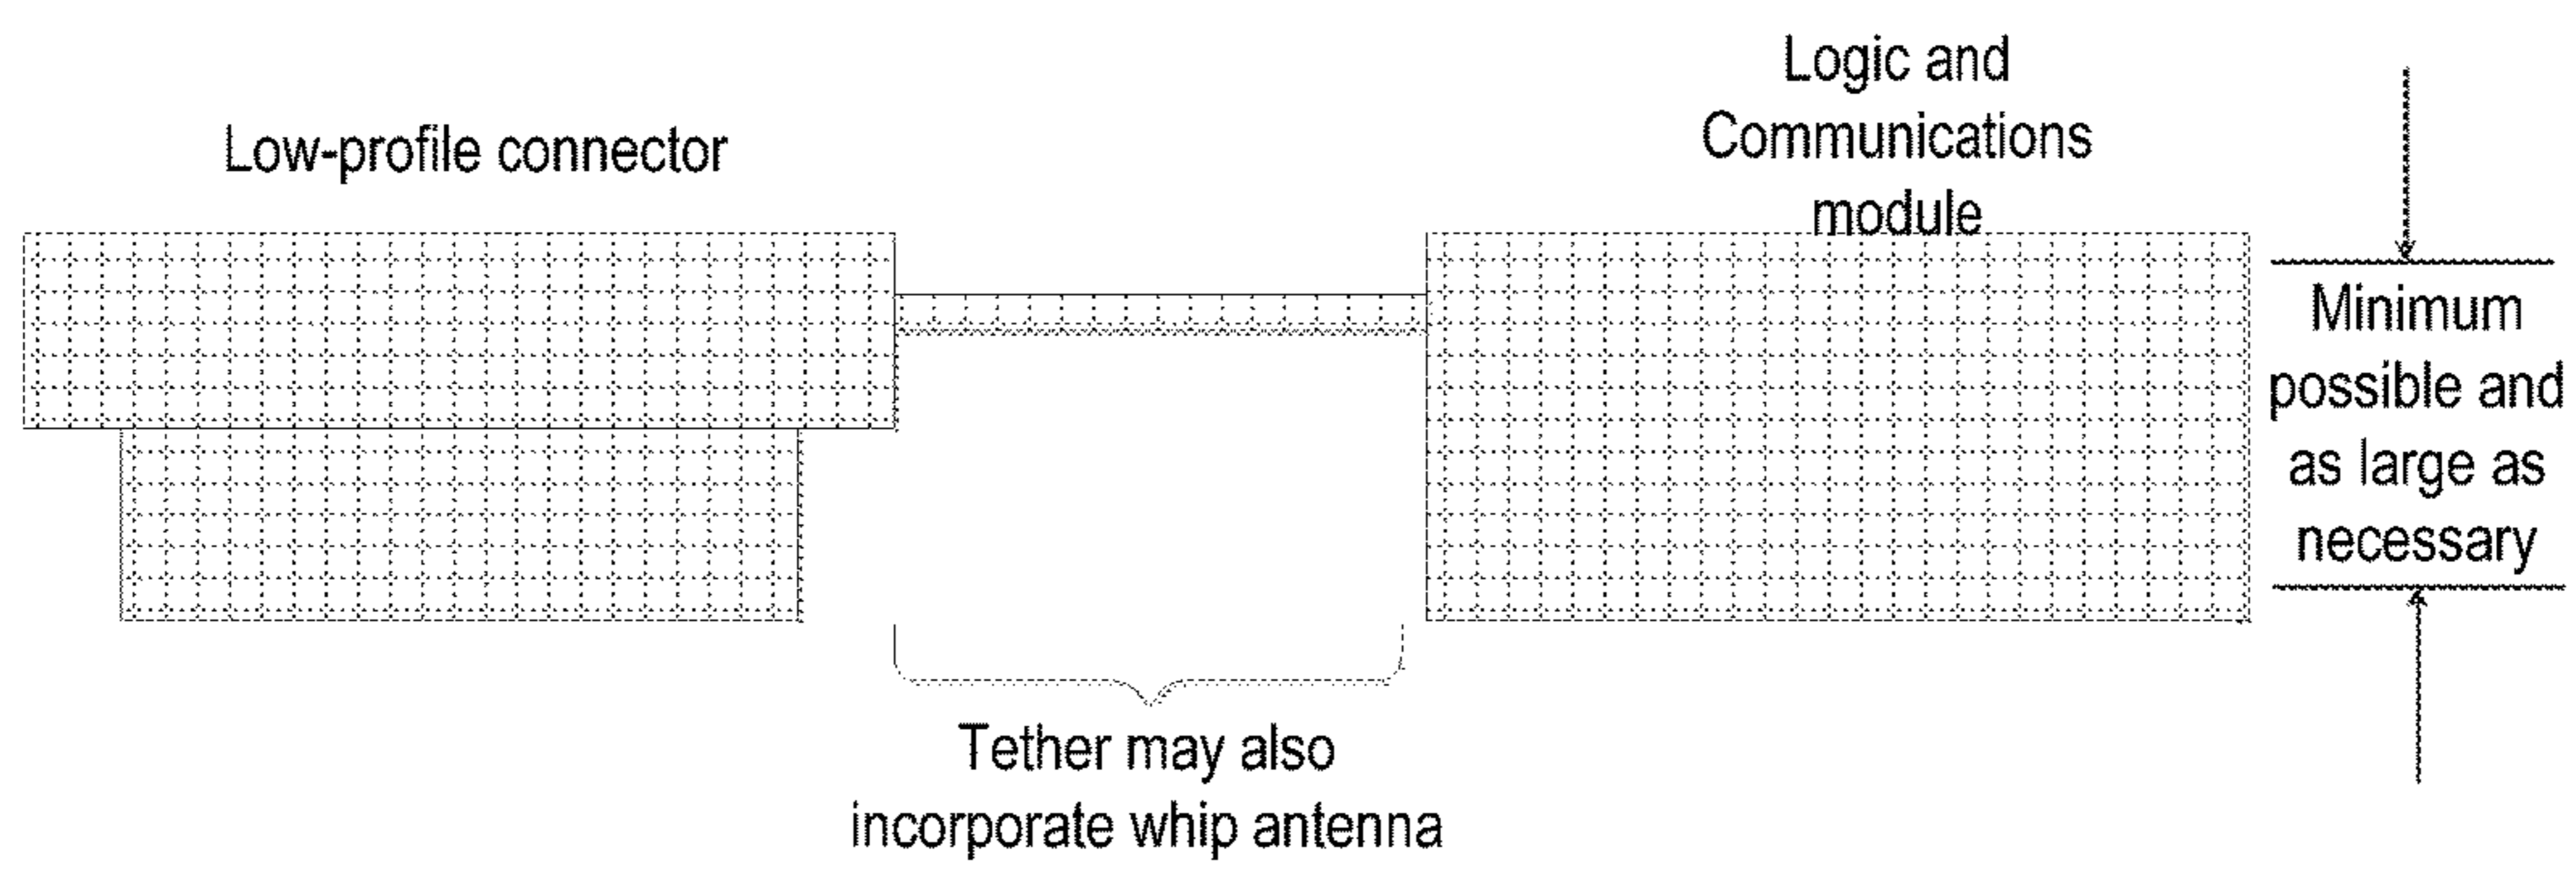 Low-profile connector
Logic and
Communications
module
Minimum
possible and
as large as
necessary
Tether may also
incorporate whip antenna